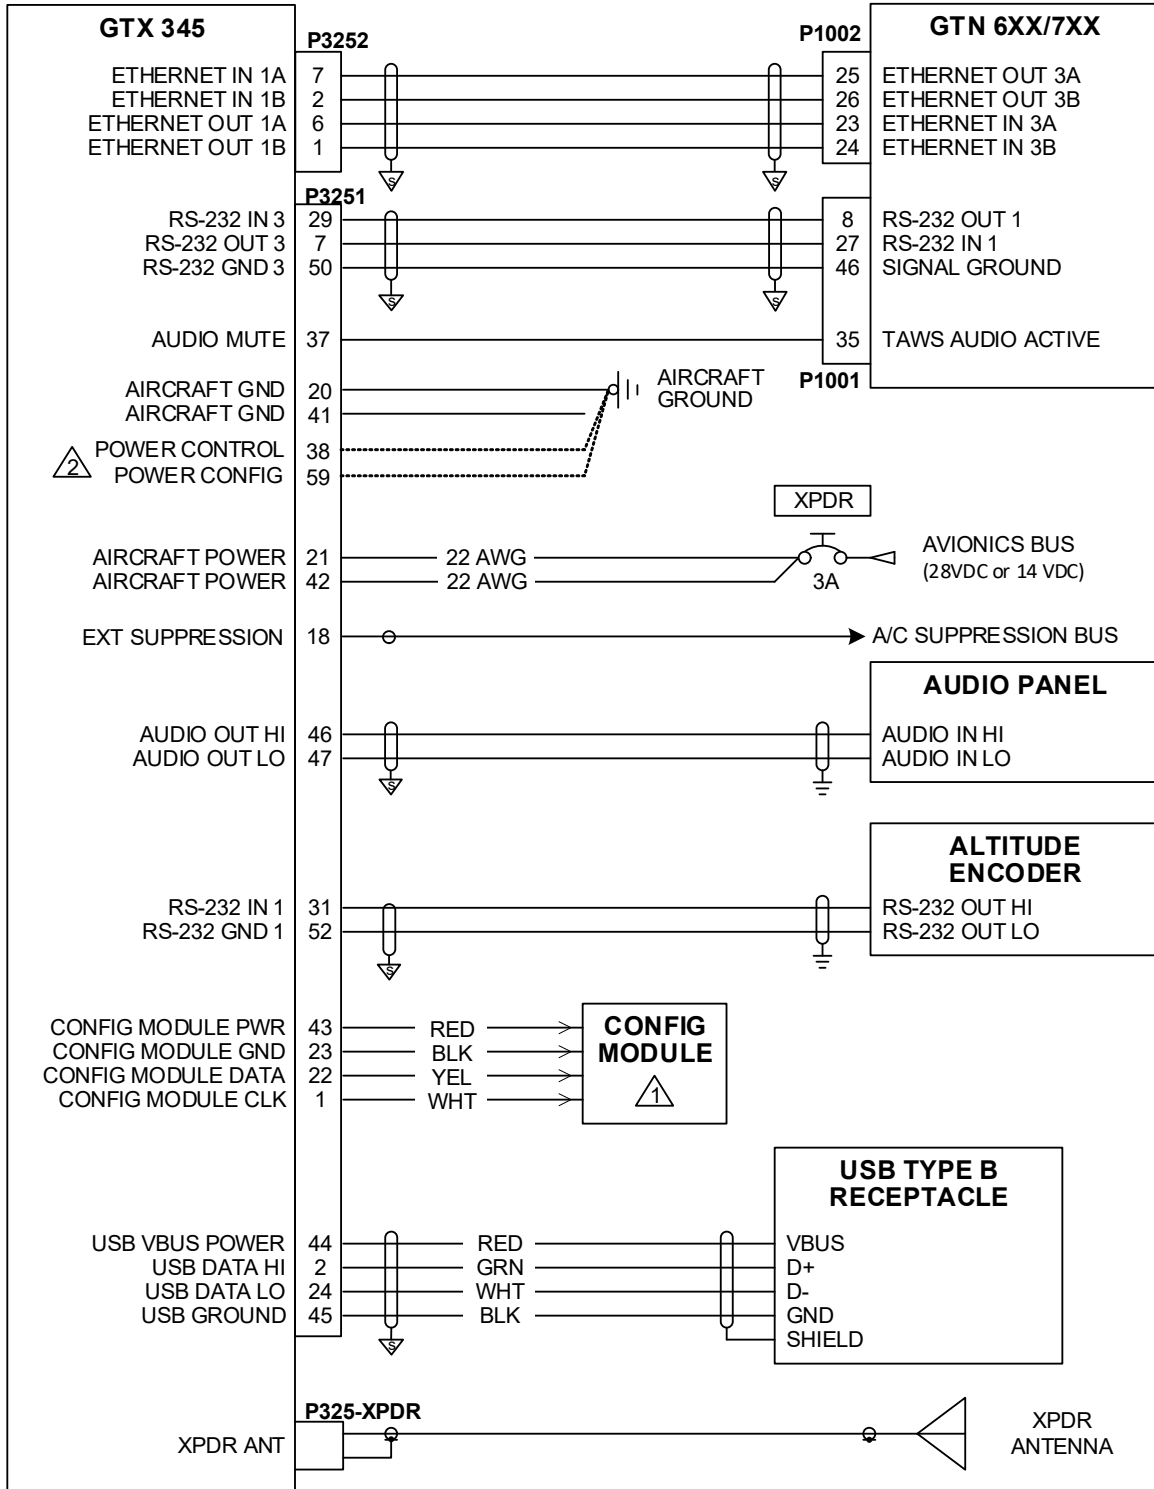 GTX 345
P3252
P1002
GTN 6XX/7XX
ETHERNET IN 1A 7 25 ETHERNET OUT 3A
ETHERNET IN 1B 2 26 ETHERNET OUT 3B
ETHERNET OUT 1A 6 23 ETHERNET IN 3A
ETHERNET OUT 1B 1 24 ETHERNET IN 3B
S S
P3251
RS-232 IN 3 29 8 RS-232 OUT 1
RS-232 OUT 3 7 27 RS-232 IN 1
RS-232 GND 3 50 46 SIGNAL GROUND
S S
AUDIO MUTE 37 35 TAWS AUDIO ACTIVE
P1001
AIRCRAFT GND 20
AIRCRAFT GND 41
AIRCRAFT
GROUND
2
POWER CONTROL 38
POWER CONFIG 59
XPDR
AIRCRAFT POWER 21 22 AWG
AIRCRAFT POWER 42 22 AWG
3A
AVIONICS BUS
(28VDC or 14 VDC)
EXT SUPPRESSION 18 A/C SUPPRESSION BUS
AUDIO PANEL
AUDIO OUT HI 46 AUDIO IN HI
AUDIO OUT LO 47 AUDIO IN LO
S
ALTITUDE
ENCODER
RS-232 IN 1 31 RS-232 OUT HI
RS-232 GND 1 52 RS-232 OUT LO
S
CONFIG MODULE PWR 43 RED
CONFIG MODULE GND 23 BLK
CONFIG MODULE DATA 22 YEL
CONFIG MODULE CLK 1 WHT
CONFIG
MODULE
1
USB TYPE B
RECEPTACLE
USB VBUS POWER 44 RED VBUS
USB DATA HI 2 GRN D+
USB DATA LO 24 WHT D-
USB GROUND 45 BLK GND
S
SHIELD
P325-XPDR
XPDR ANT
XPDR
ANTENNA